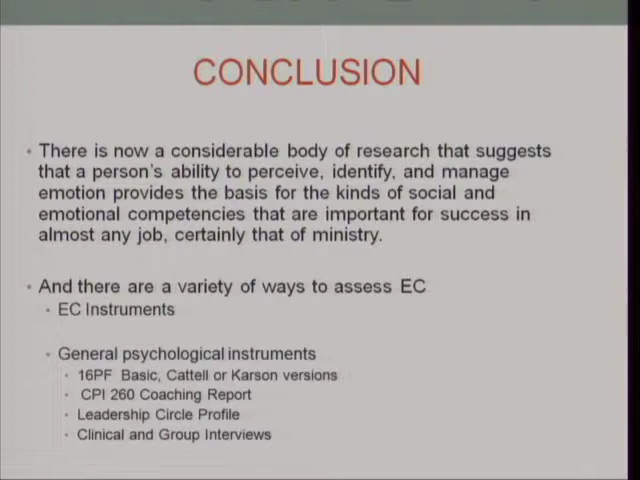 CONCLUSION
• There is now a considerable body of research that suggests
that a person's ability to perceive, identify, and manage
emotion provides the basis for the kinds of social and
emotional competencies that are important for success in
almost any job, certainly that of ministry.
• And there are a variety of ways to assess EC
• EC Instruments
• General psychological instruments
• 16PF Basic, Cattell or Karson versions
• CPI 260 Coaching Report
• Leadership Circle Profile
• Clinical and Group Interviews